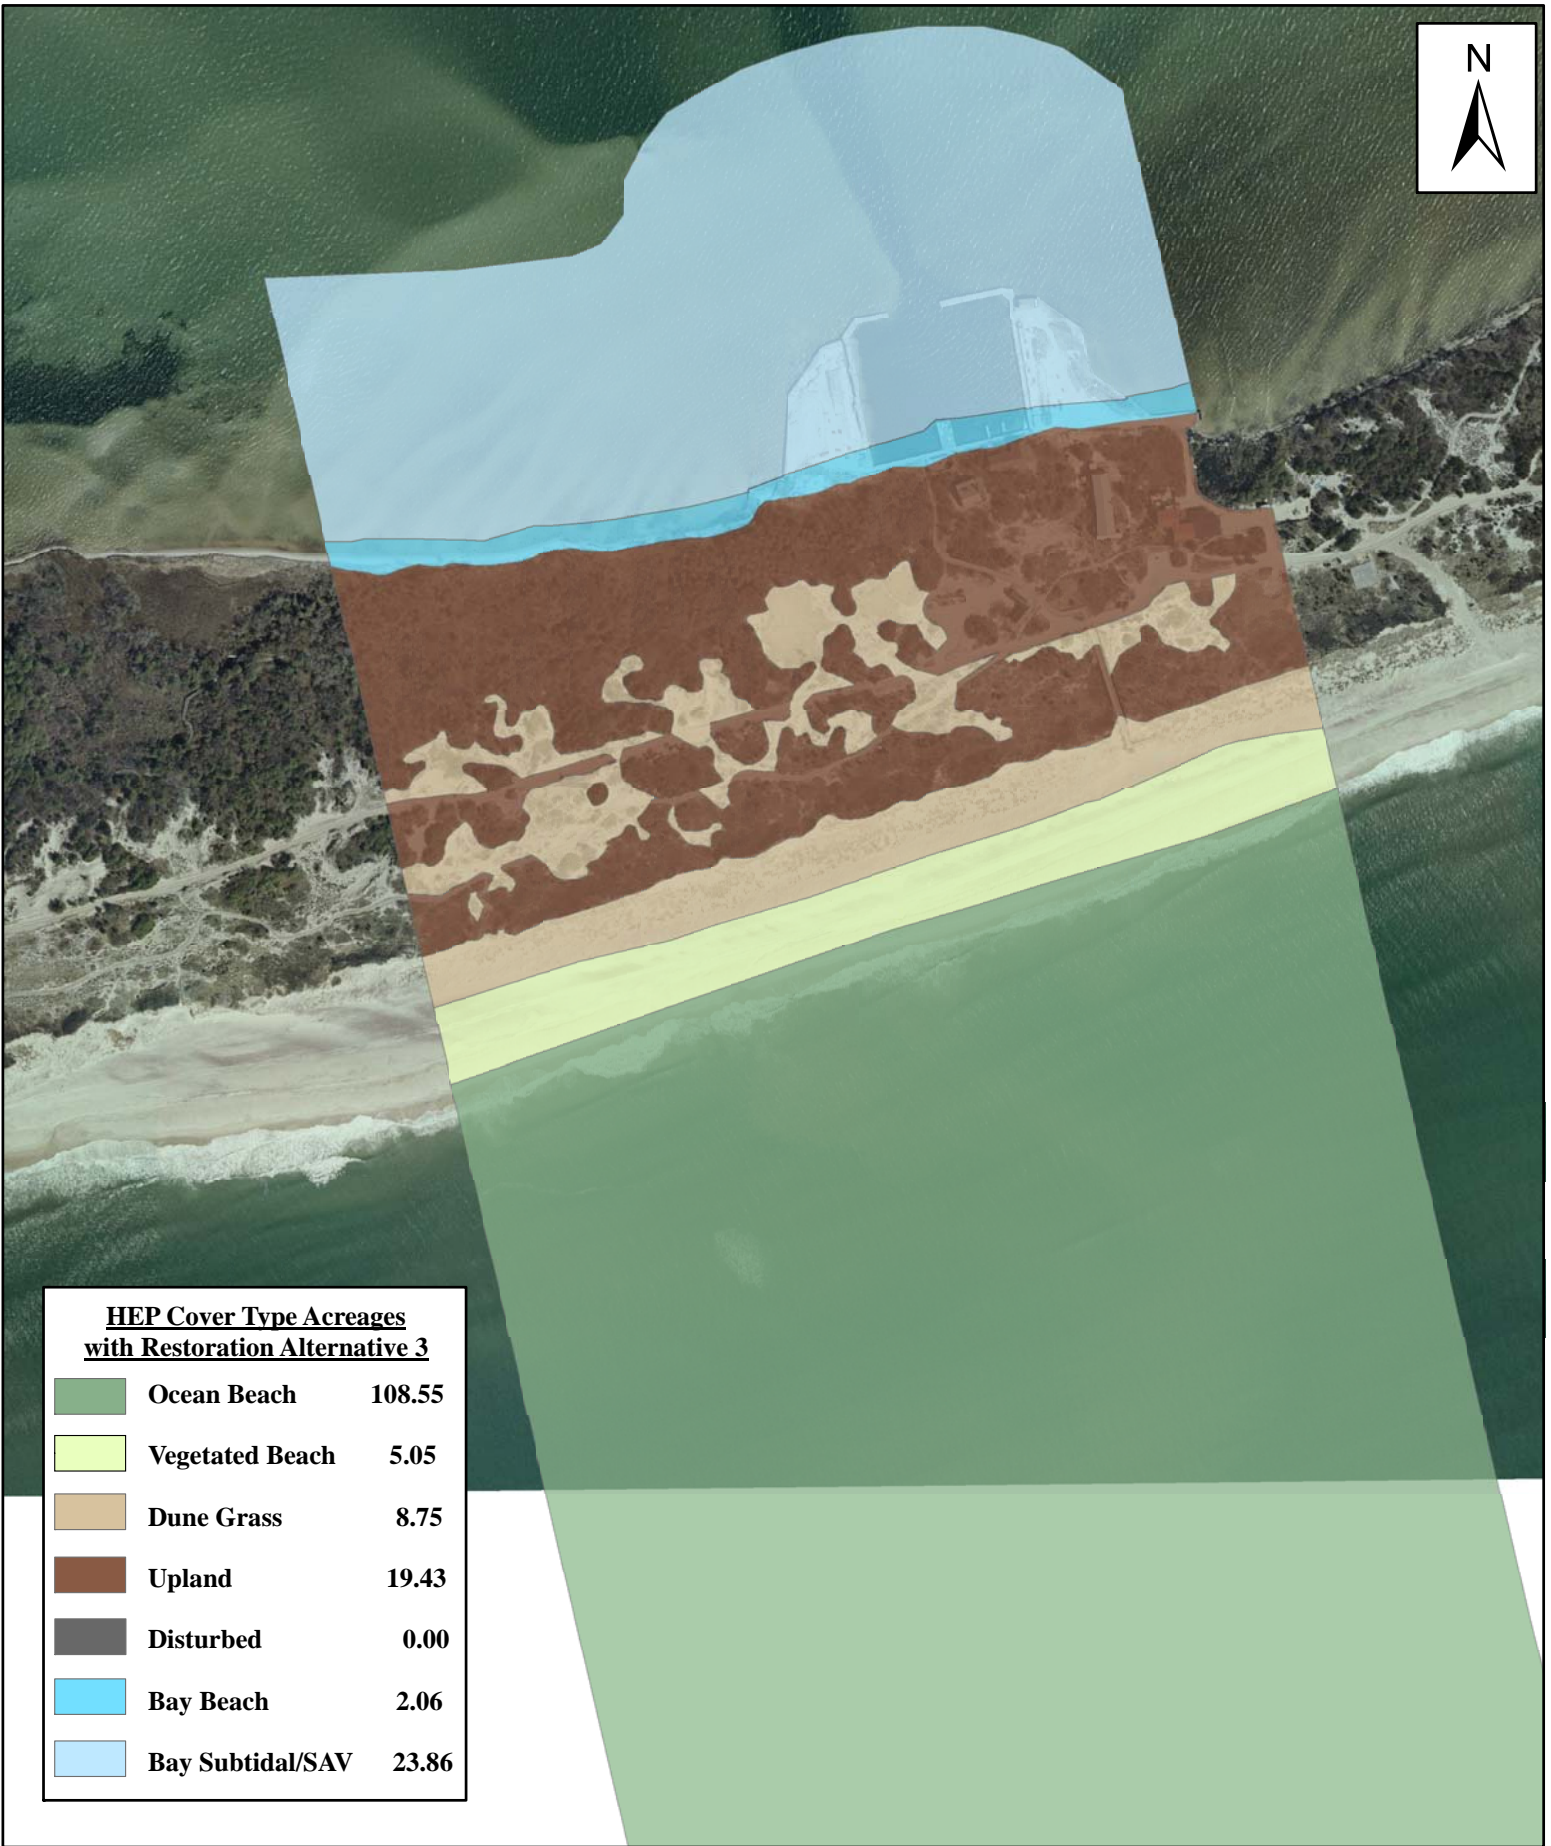 N
HEP Cover Type Acreages
with Restoration Alternative 3
Ocean Beach 108.55
Vegetated Beach 5.05
Dune Grass 8.75
Upland 19.43
Disturbed 0.00
Bay Beach 2.06
Bay Subtidal/SAV 23.86